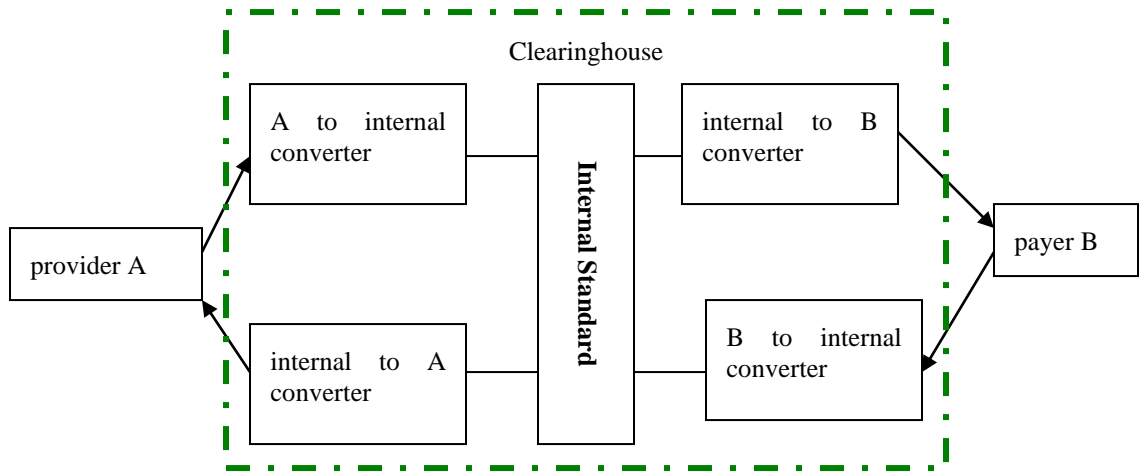 Clearinghouse
A to internal
converter
internal to B
converter
Internal Standard
provider A
payer B
internal to A
converter
B to internal
converter